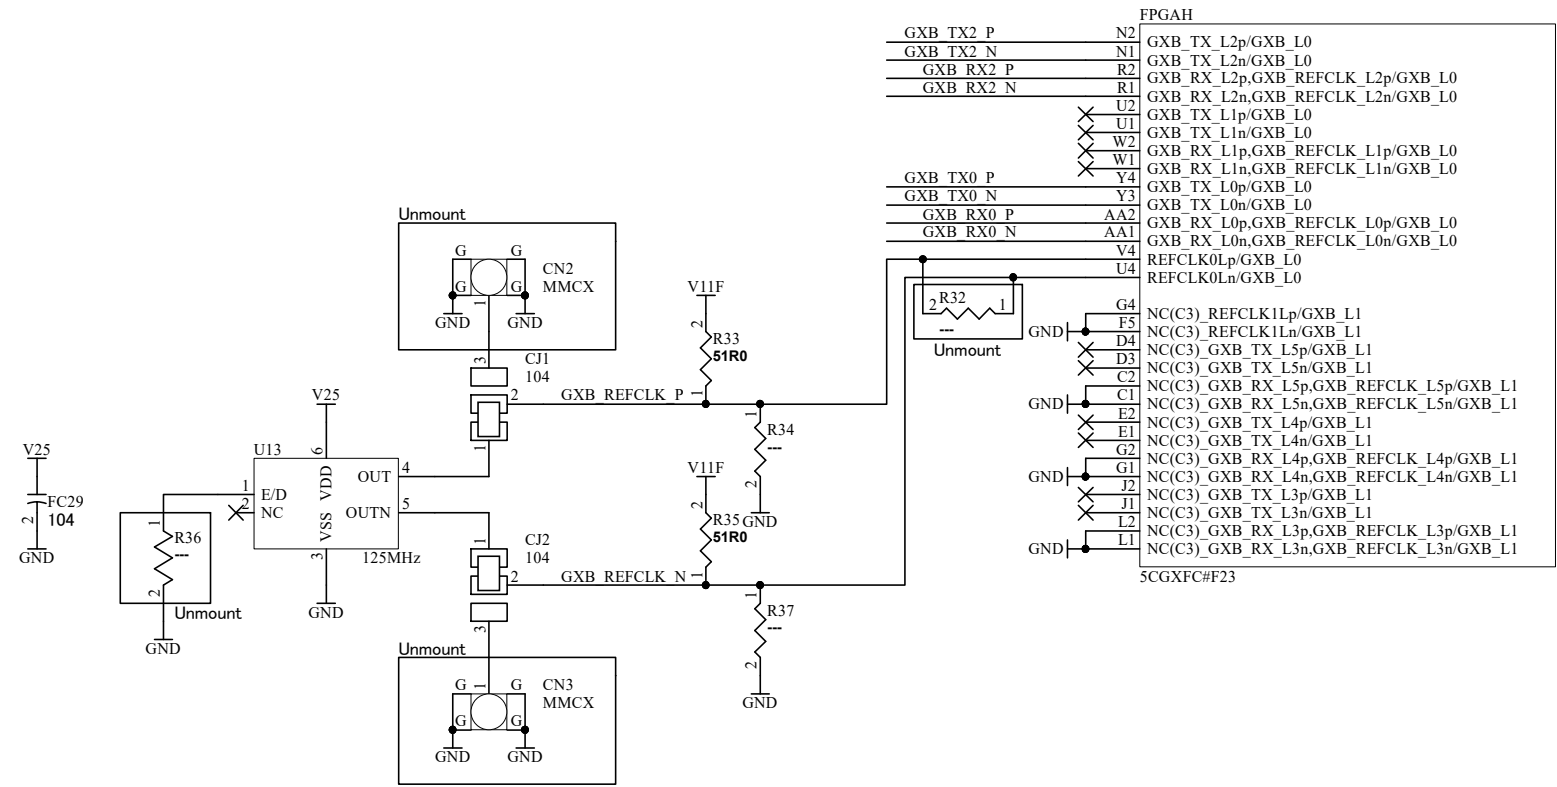 FPGAH
GXB_TX2_P N2 GXB_TX_L2p/GXB_L0
GXB_TX2_N N1 GXB_TX_L2n/GXB_L0
GXB_RX2_P R2 GXB_RX_L2p,GXB_REFCLK_L2p/GXB_L0
GXB_RX2_N R1 GXB_RX_L2n,GXB_REFCLK_L2n/GXB_L0
U2 GXB_TX_L1p/GXB_L0
U1 GXB_TX_L1n/GXB_L0
W2 GXB_RX_L1p,GXB_REFCLK_L1p/GXB_L0
W1 GXB_RX_L1n,GXB_REFCLK_L1n/GXB_L0
GXB_TX0_P Y4 GXB_TX_L0p/GXB_L0
GXB_TX0_N Y3 GXB_TX_L0n/GXB_L0
GXB_RX0_P AA2 GXB_RX_L0p,GXB_REFCLK_L0p/GXB_L0
GXB_RX0_N AA1 GXB_RX_L0n,GXB_REFCLK_L0n/GXB_L0
V4 REFCLK0Lp/GXB_L0
U4 REFCLK0Ln/GXB_L0
G4 NC(C3)_REFCLK1Lp/GXB_L1
GND F5 NC(C3)_REFCLK1Ln/GXB_L1
D4 NC(C3)_GXB_TX_L5p/GXB_L1
D3 NC(C3)_GXB_TX_L5n/GXB_L1
C2 NC(C3)_GXB_RX_L5p,GXB_REFCLK_L5p/GXB_L1
GND C1 NC(C3)_GXB_RX_L5n,GXB_REFCLK_L5n/GXB_L1
E2 NC(C3)_GXB_TX_L4p/GXB_L1
E1 NC(C3)_GXB_TX_L4n/GXB_L1
G2 NC(C3)_GXB_RX_L4p,GXB_REFCLK_L4p/GXB_L1
GND G1 NC(C3)_GXB_RX_L4n,GXB_REFCLK_L4n/GXB_L1
J2 NC(C3)_GXB_TX_L3p/GXB_L1
J1 NC(C3)_GXB_TX_L3n/GXB_L1
L2 NC(C3)_GXB_RX_L3p,GXB_REFCLK_L3p/GXB_L1
GND L1 NC(C3)_GXB_RX_L3n,GXB_REFCLK_L3n/GXB_L1
5CGXFC#F23
2 R32 1
---
Unmount
Unmount
G G
CN2
G G MMCX
1
GND GND
3
CJ1
104
2 GXB_REFCLK_P
1
V11F
2
R33
51R0
1
1
R34
---
2
GND
V25
6
U13
1 E/D VDD OUT 4
2 NC VSS OUTN 5
3
125MHz
GND
V25
FC29
2 104
GND
1
R36
---
2
Unmount
GND
1
CJ2
104
2 GXB_REFCLK_N
3
V11F
2
R35
51R0
1
1
R37
---
2
GND
Unmount
G 1 G
CN3
MMCX
G G
GND GND